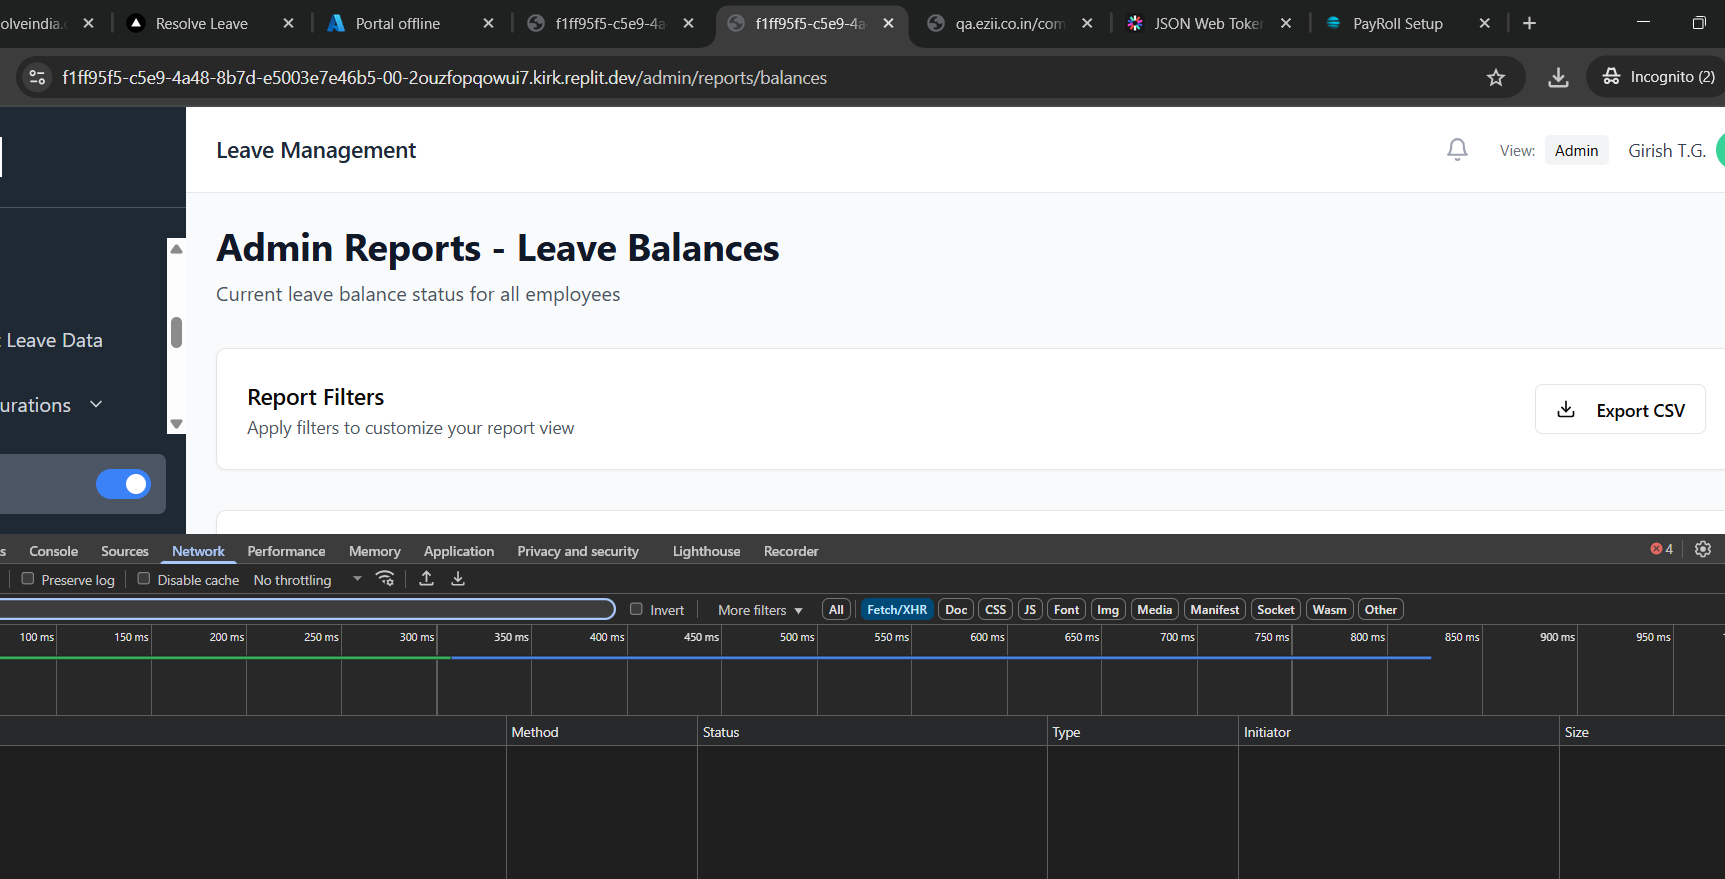 olveindia.
Resolve Leave
Portal offline
f1ff95f5-c5e9-4a
f1ff95f5-c5e9-4a
qa.ezii.co.in/com
JSON Web Token
PayRoll Setup
f1ff95f5-c5e9-4a48-8b7d-e5003e7e46b5-00-2ouzfopqowui7.kirk.replit.dev/admin/reports/balances
Incognito (2)
Leave Management
View:
Admin
Girish T.G.
Admin Reports - Leave Balances
Current leave balance status for all employees
Leave Data
urations
Report Filters
Apply filters to customize your report view
Export CSV
s
Console
Sources
Network
Performance
Memory
Application
Privacy and security
Lighthouse
Recorder
4
Preserve log
Disable cache
No throttling
Invert
More filters
All
Fetch/XHR
Doc
CSS
JS
Font
Img
Media
Manifest
Socket
Wasm
Other
100 ms
150 ms
200 ms
250 ms
300 ms
350 ms
400 ms
450 ms
500 ms
550 ms
600 ms
650 ms
700 ms
750 ms
800 ms
850 ms
900 ms
950 ms
Method
Status
Type
Initiator
Size